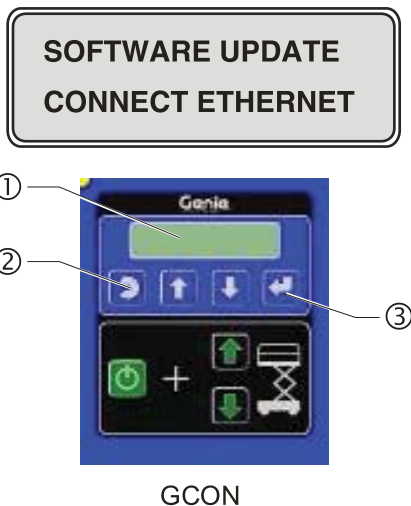 SOFTWARE UPDATE
CONNECT ETHERNET
①
Genie
②
③
GCON